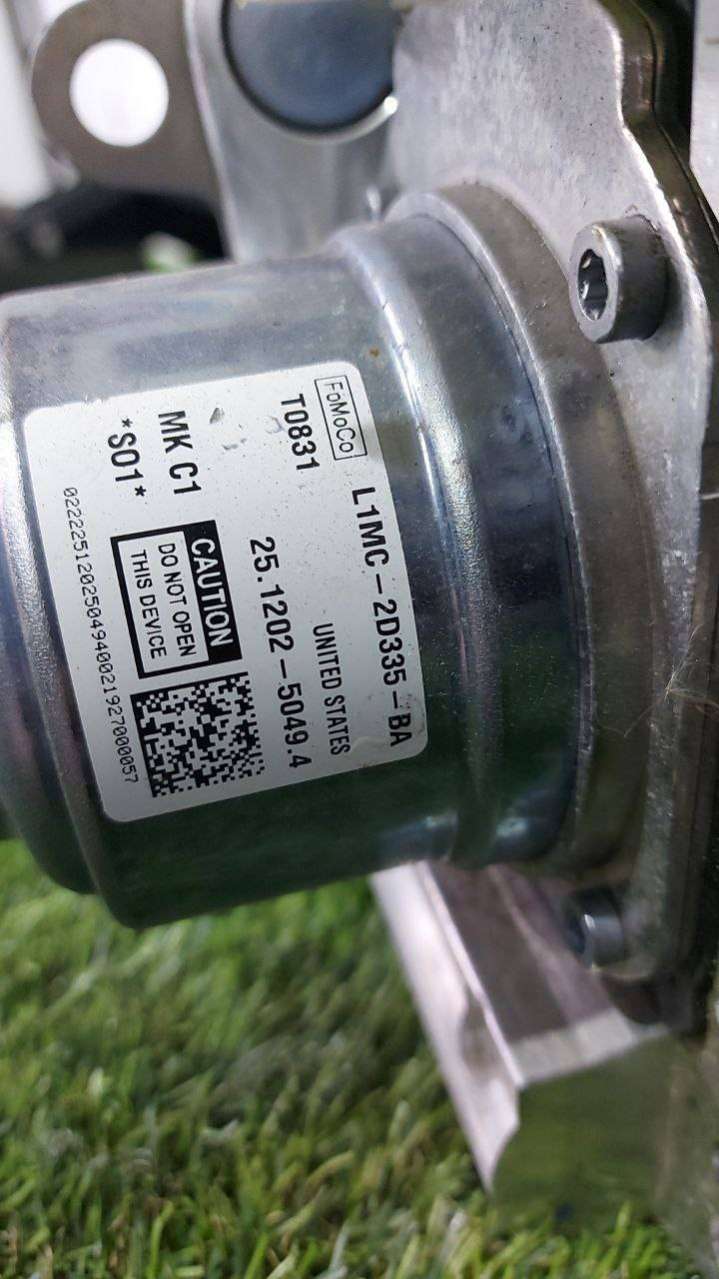 FoMoCo
L1MC-2D335-BA
T0831
UNITED STATES
25.1202-5049.4
MK C1
*S01*
CAUTION
DO NOT OPEN
THIS DEVICE
0222251202504940021927000057